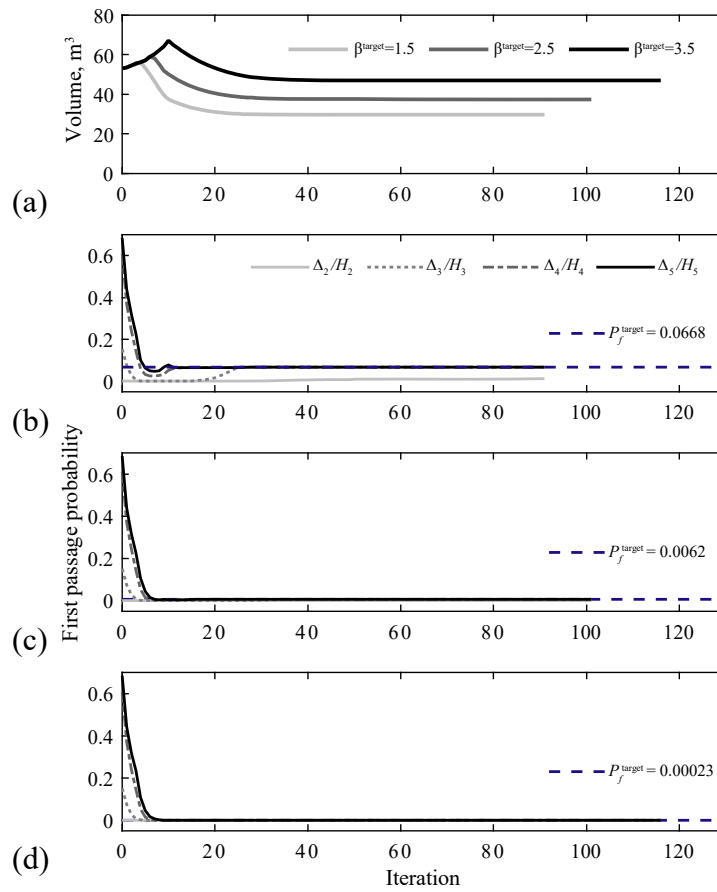 80
60
40
20
0
Volume, m³
β^target=1.5 β^target=2.5 β^target=3.5
0 20 40 60 80 100 120
(a)
0.6
0.4
0.2
0
Δ₂/H₂ Δ₃/H₃ Δ₄/H₄ Δ₅/H₅
P_f^target = 0.0668
0 20 40 60 80 100 120
(b)
First passage probability
0.6
0.4
0.2
0
P_f^target = 0.0062
0 20 40 60 80 100 120
(c)
0.6
0.4
0.2
0
P_f^target = 0.00023
0 20 40 60 80 100 120
(d)
Iteration